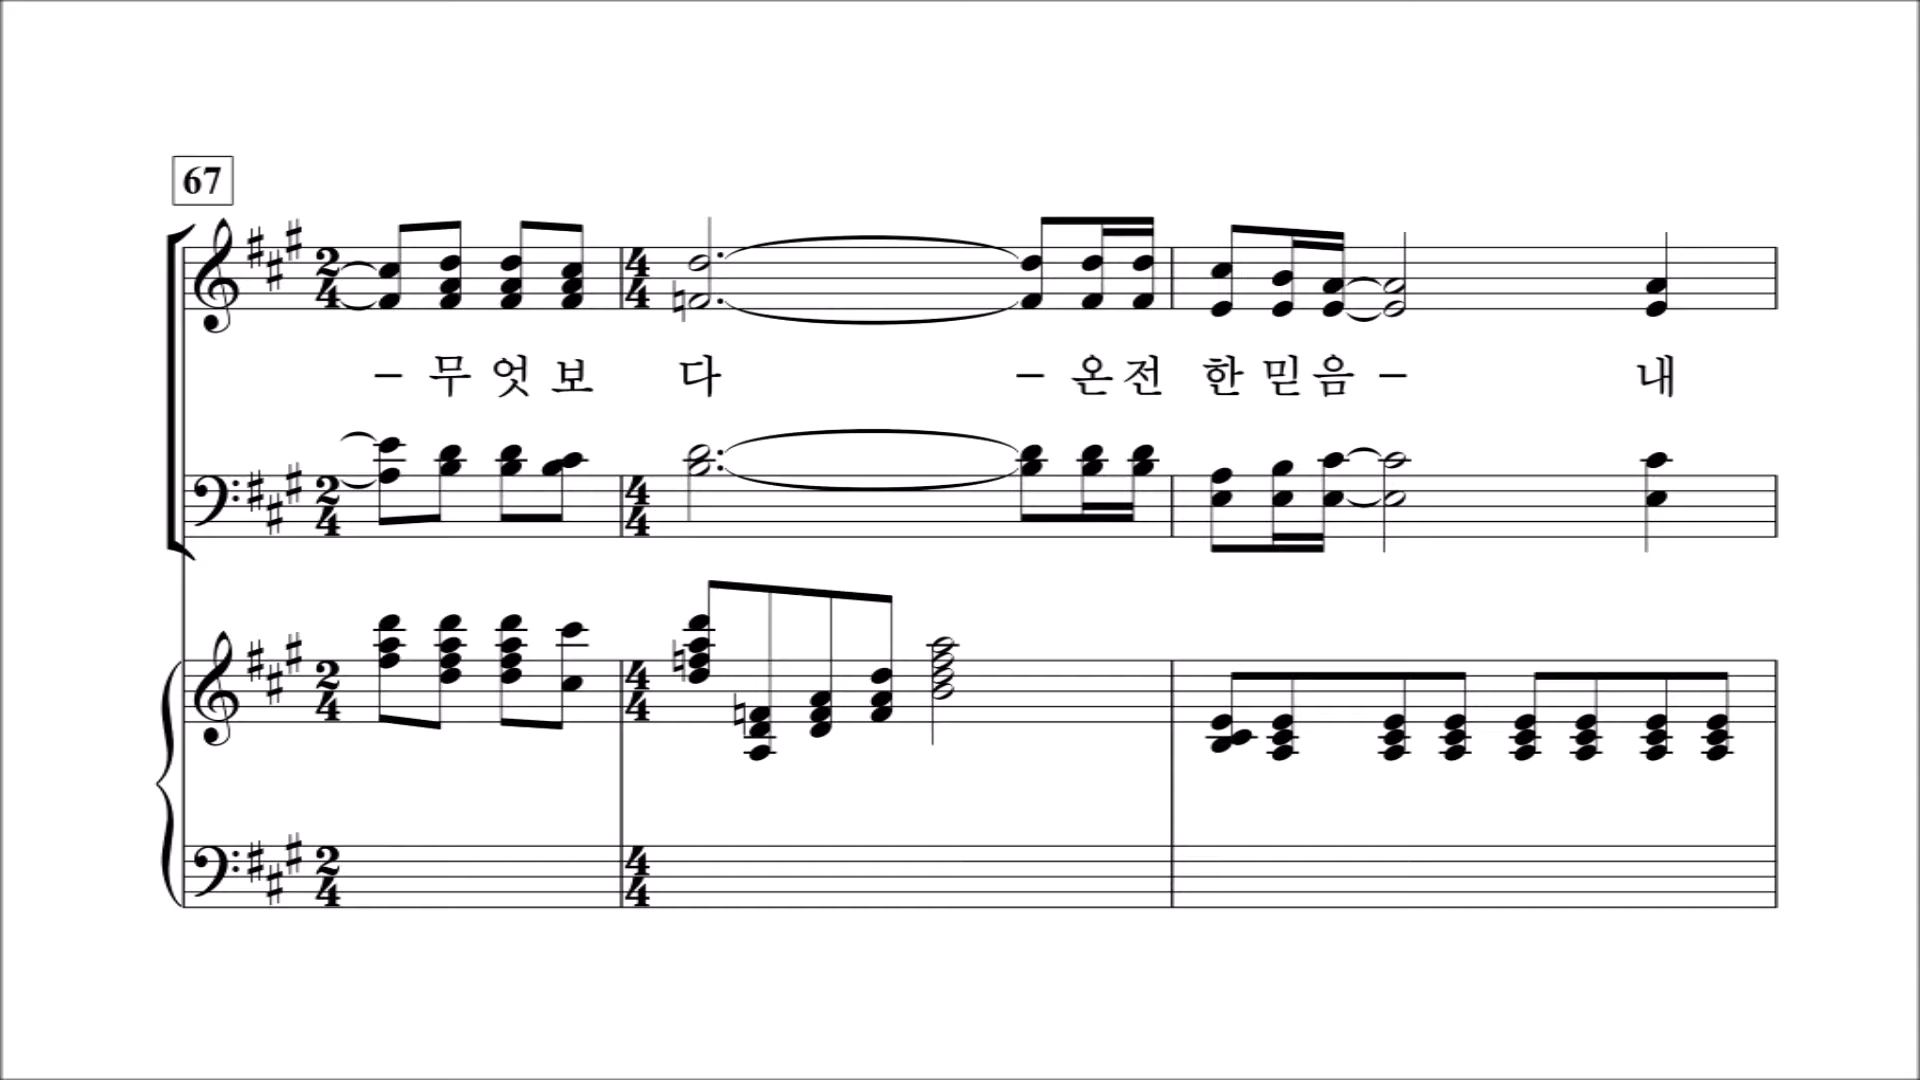 67
- 무 엇 보 다 - 온 전 한 믿 음 - 내